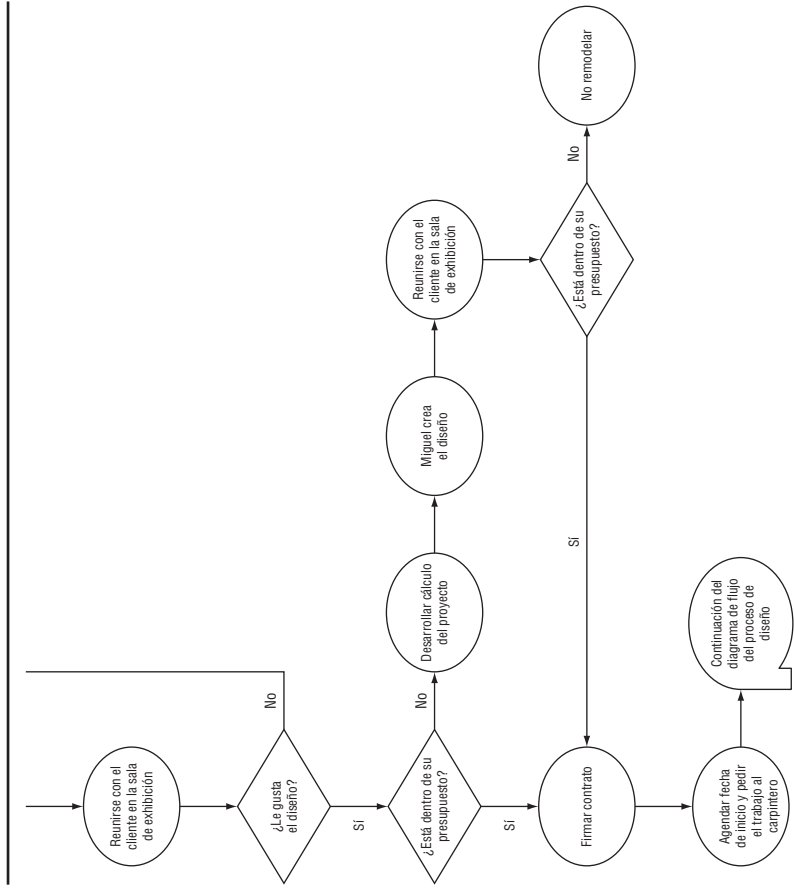 Reunirse con el
cliente en la sala
de exhibición
¿Le gusta
el diseño?
No
Sí
¿Está dentro de su
presupuesto?
No
Sí
Desarrollar cálculo
del proyecto
Miguel crea
el diseño
Reunirse con el
cliente en la sala
de exhibición
¿Está dentro de su
presupuesto?
No
No remodelar
Sí
Firmar contrato
Agendar fecha
de inicio y pedir
el trabajo al
carpintero
Continuación del
diagrama de flujo
del proceso de
diseño